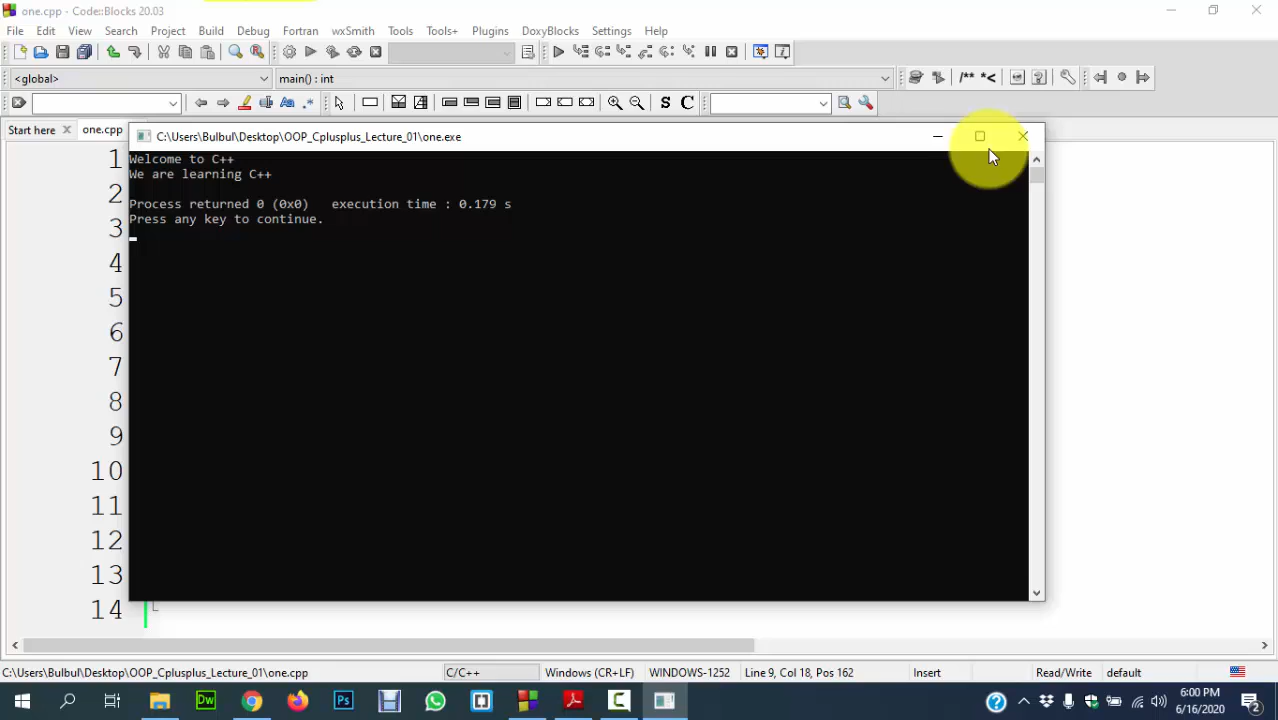 one.cpp - Code::Blocks 20.03
File Edit View Search Project Build Debug Fortran wxSmith Tools Tools+ Plugins DoxyBlocks Settings Help
<global> main() : int
/** *<
S C
Start here one.cpp
C:\Users\Bulbul\Desktop\OOP_Cplusplus_Lecture_01\one.exe
Welcome to C++
We are learning C++
Process returned 0 (0x0) execution time : 0.179 s
Press any key to continue.
1
2
3
4
5
6
7
8
9
10
11
12
13
14
C:\Users\Bulbul\Desktop\OOP_Cplusplus_Lecture_01\one.cpp C/C++ Windows (CR+LF) WINDOWS-1252 Line 9, Col 18, Pos 162 Insert Read/Write default
Dw Ps 6:00 PM
6/16/2020 2